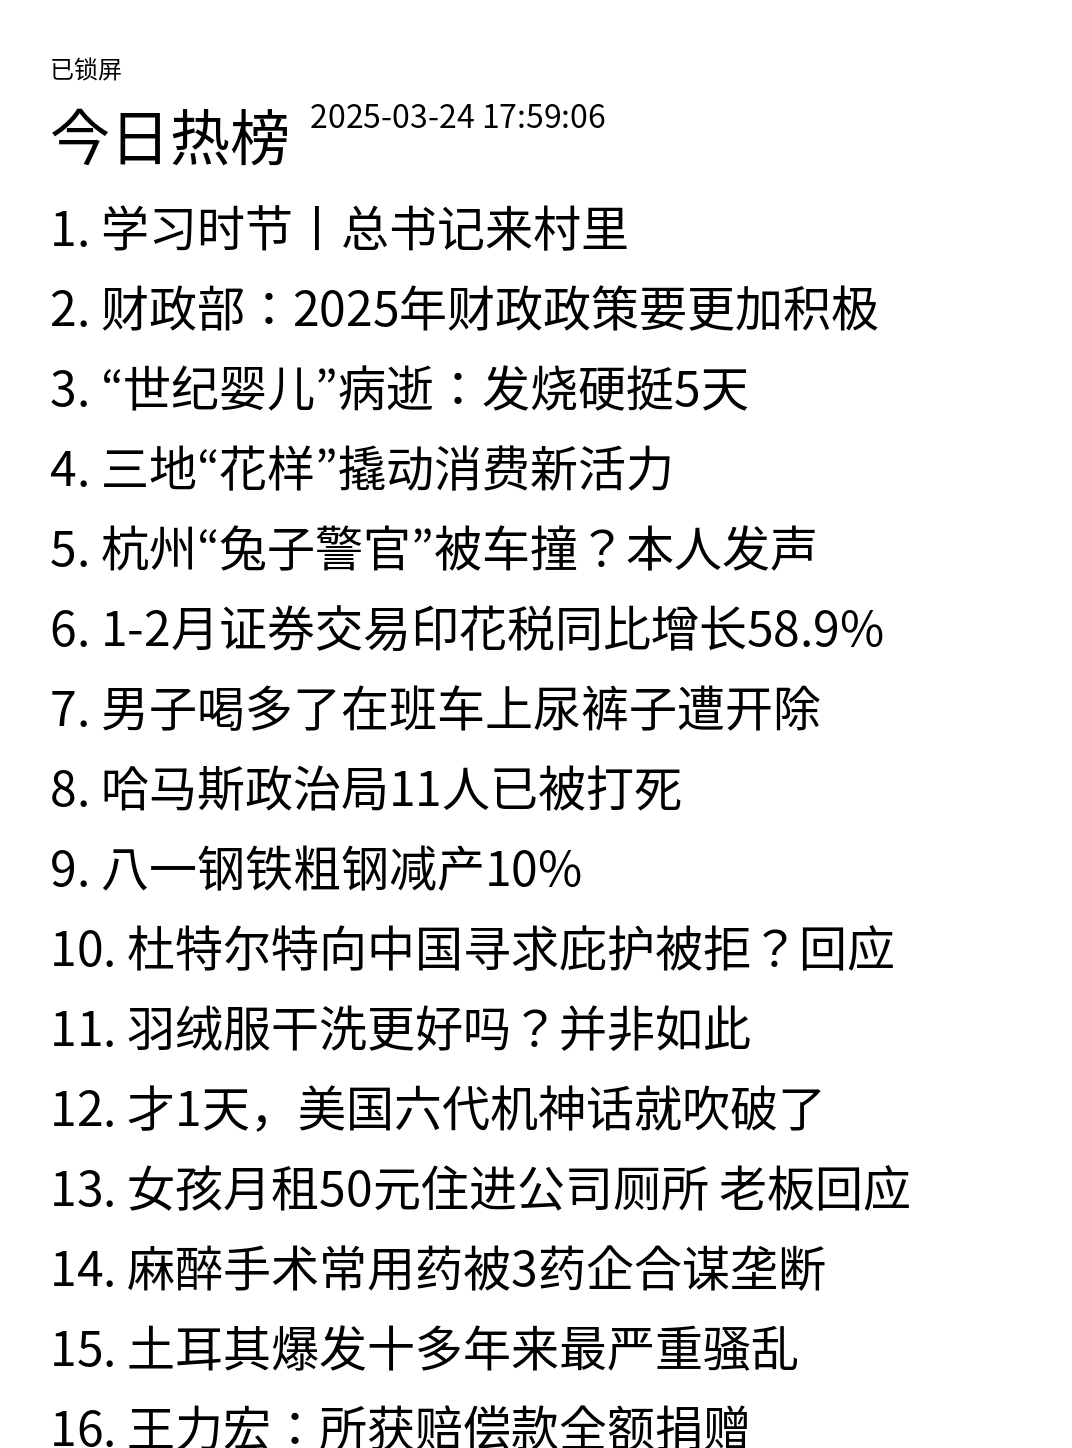 已锁屏
今日热榜 2025-03-24 17:59:06
1. 学习时节丨总书记来村里
2. 财政部：2025年财政政策要更加积极
3. “世纪婴儿”病逝：发烧硬挺5天
4. 三地“花样”撬动消费新活力
5. 杭州“兔子警官”被车撞？本人发声
6. 1-2月证券交易印花税同比增长58.9%
7. 男子喝多了在班车上尿裤子遭开除
8. 哈马斯政治局11人已被打死
9. 八一钢铁粗钢减产10%
10. 杜特尔特向中国寻求庇护被拒？回应
11. 羽绒服干洗更好吗？并非如此
12. 才1天，美国六代机神话就吹破了
13. 女孩月租50元住进公司厕所 老板回应
14. 麻醉手术常用药被3药企合谋垄断
15. 土耳其爆发十多年来最严重骚乱
16. 王力宏：所获赔偿款全额捐赠